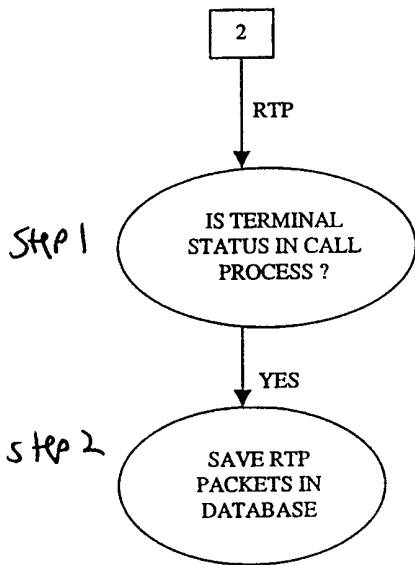 2
RTP
Step 1
IS TERMINAL
STATUS IN CALL
PROCESS ?
YES
step 2
SAVE RTP
PACKETS IN
DATABASE